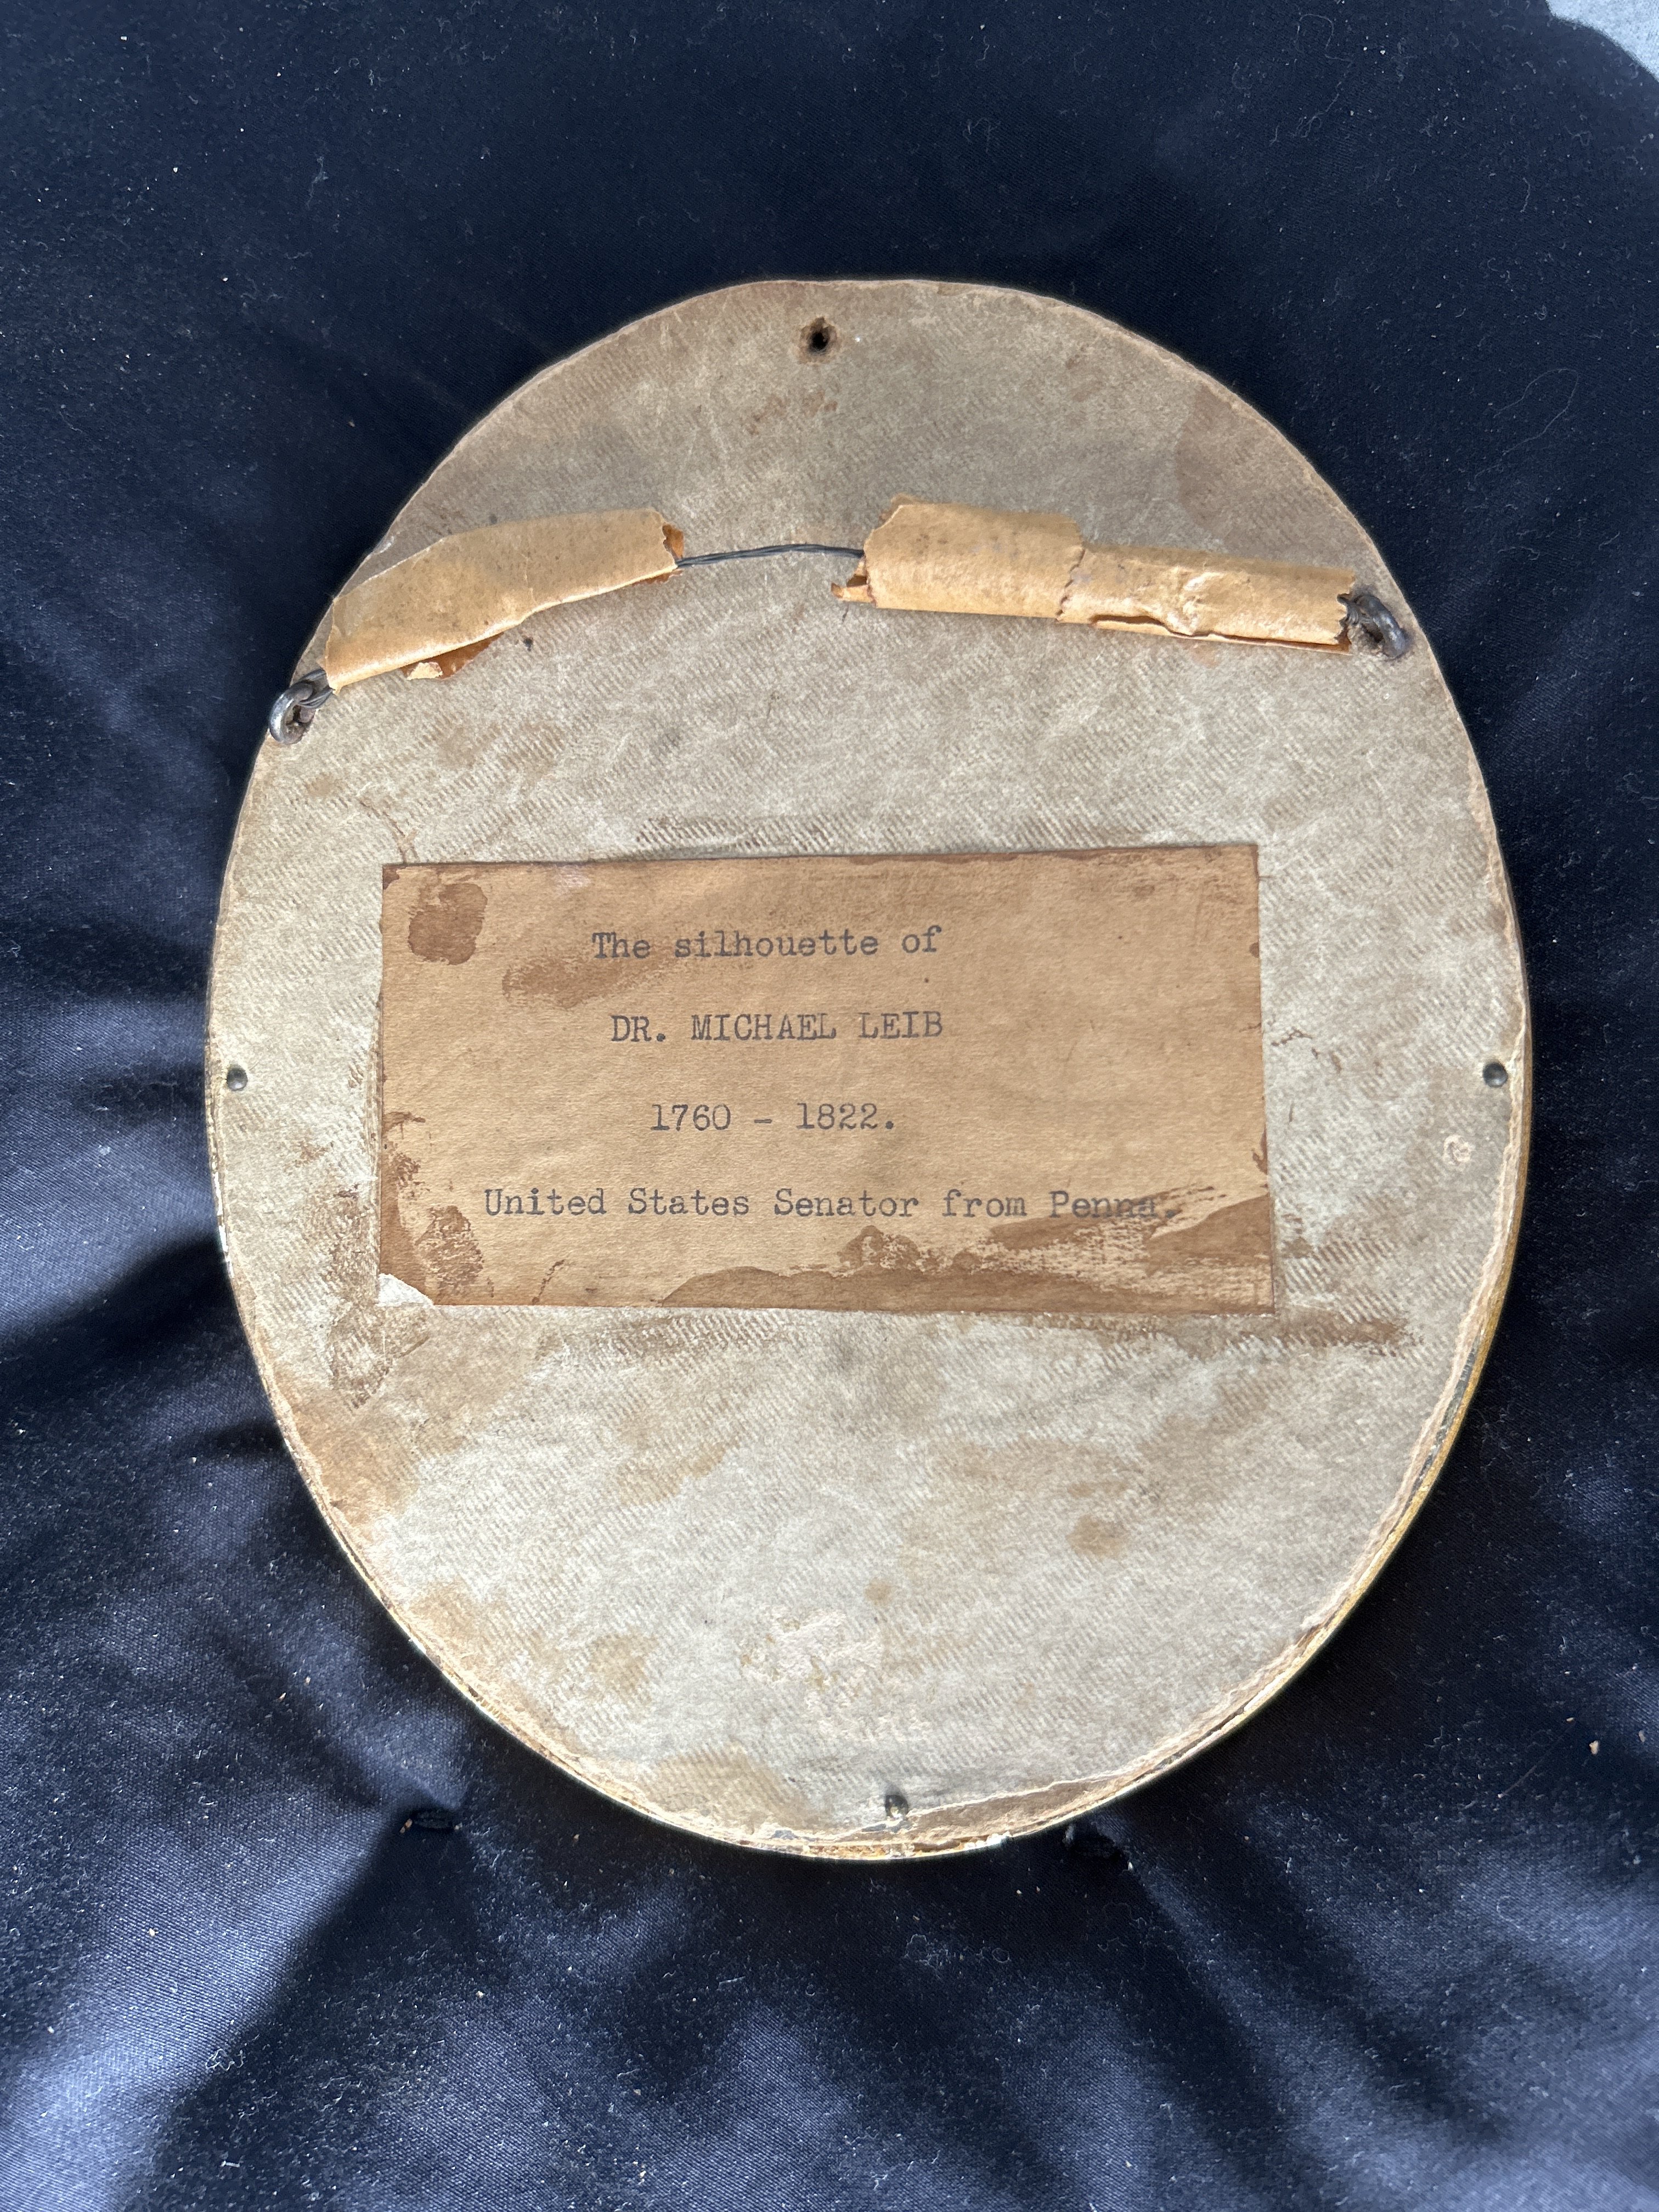 The silhouette of
DR. MICHAEL LEIB
1760 - 1822.
United States Senator from Penna.